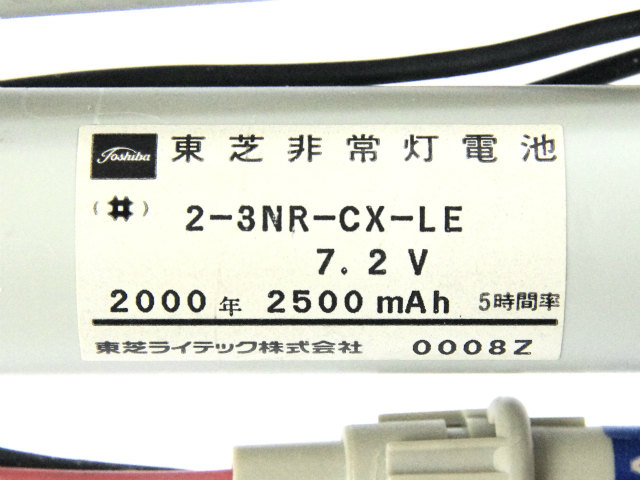 Toshiba 東芝非常灯電池
(#) 2-3NR-CX-LE
7.2V
2000年 2500mAh 5時間率
東芝ライテック株式会社 0008Z